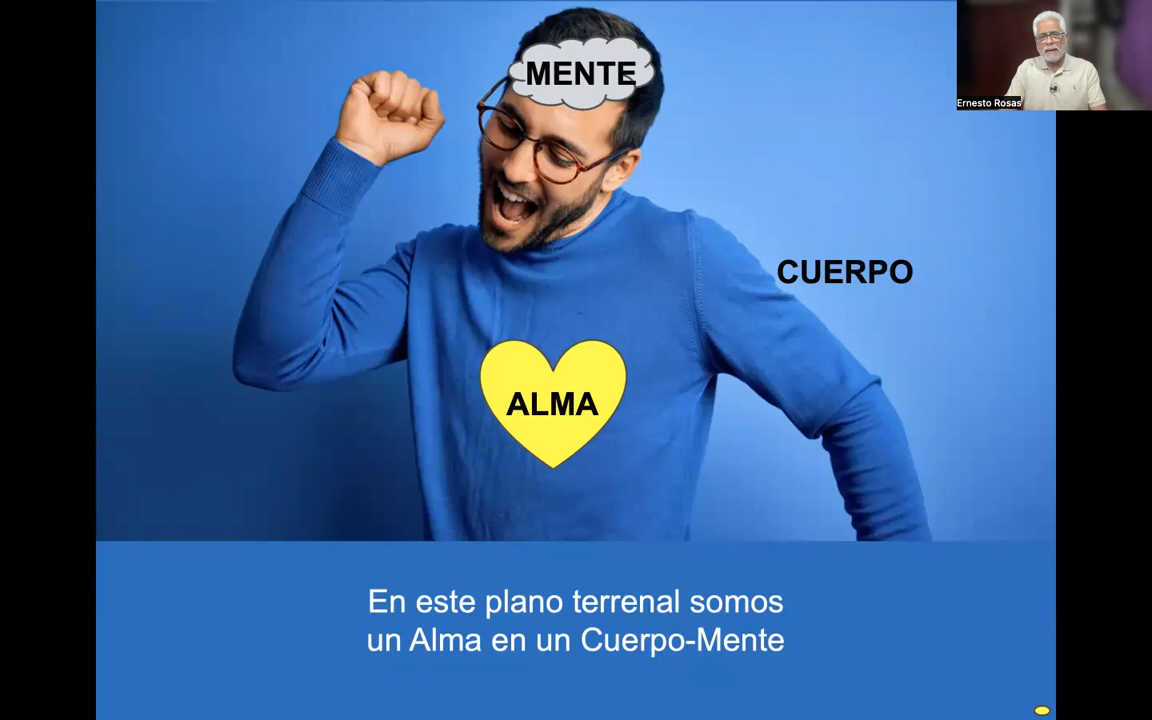 MENTE
Ernesto Rosas
CUERPO
ALMA
En este plano terrenal somos
un Alma en un Cuerpo-Mente